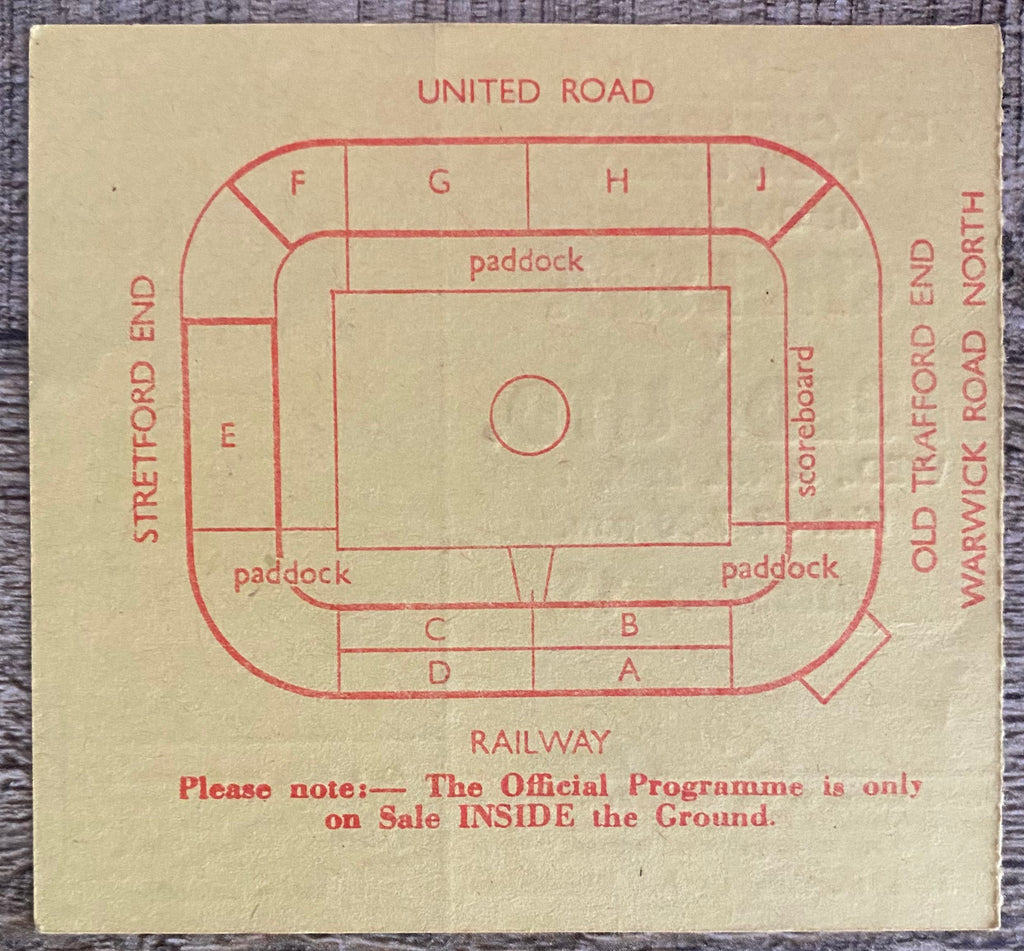 UNITED ROAD
F
G
H
J
paddock
STRETFORD END
E
scoreboard
OLD TRAFFORD END
WARWICK ROAD NORTH
paddock
paddock
C
B
D
A
RAILWAY
Please note:— The Official Programme is only
on Sale INSIDE the Ground.